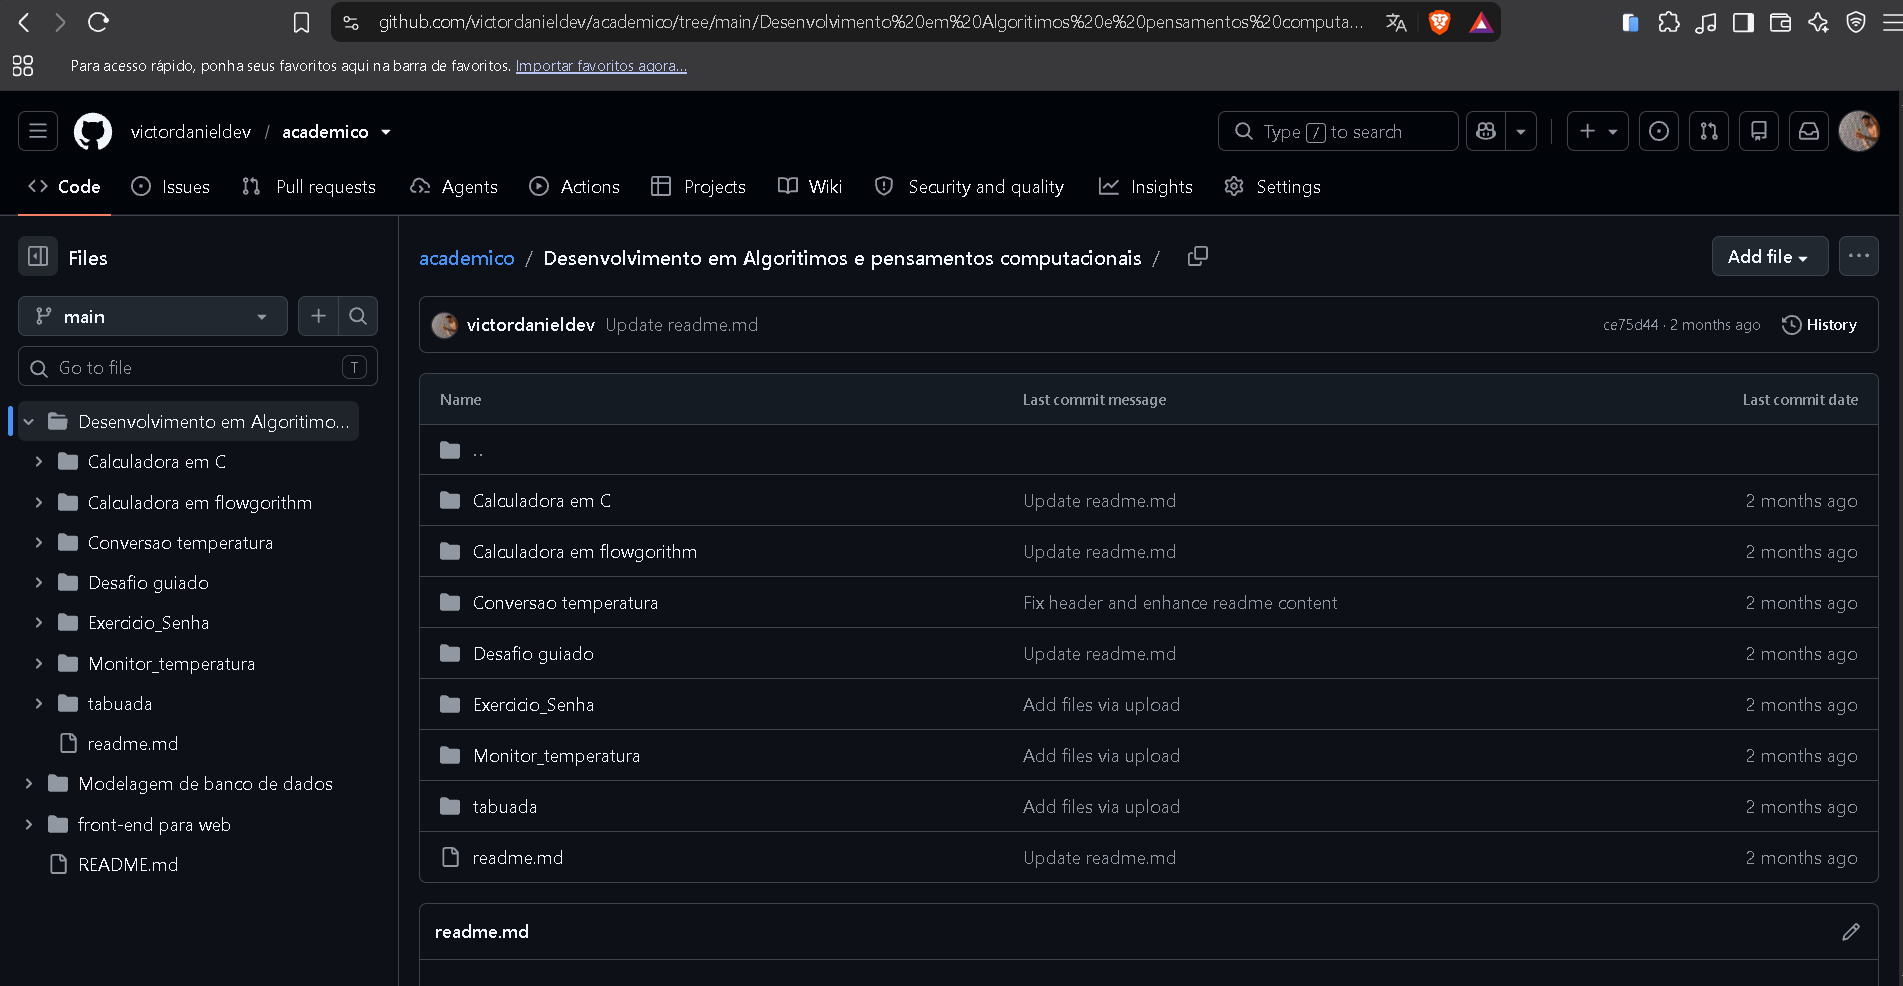 github.com/victordanieldev/academico/tree/main/Desenvolvimento%20em%20Algoritimos%20e%20pensamentos%20computa...
Para acesso rápido, ponha seus favoritos aqui na barra de favoritos. Importar favoritos agora...
victordanieldev / academico
Type / to search
Code
Issues
Pull requests
Agents
Actions
Projects
Wiki
Security and quality
Insights
Settings
Files
main
Go to file
T
Desenvolvimento em Algoritimo...
Calculadora em C
Calculadora em flowgorithm
Conversao temperatura
Desafio guiado
Exercicio_Senha
Monitor_temperatura
tabuada
readme.md
Modelagem de banco de dados
front-end para web
README.md
academico / Desenvolvimento em Algoritimos e pensamentos computacionais /
Add file
victordanieldev Update readme.md
ce75d44 · 2 months ago
History
Name Last commit message Last commit date
..
Calculadora em C Update readme.md 2 months ago
Calculadora em flowgorithm Update readme.md 2 months ago
Conversao temperatura Fix header and enhance readme content 2 months ago
Desafio guiado Update readme.md 2 months ago
Exercicio_Senha Add files via upload 2 months ago
Monitor_temperatura Add files via upload 2 months ago
tabuada Add files via upload 2 months ago
readme.md Update readme.md 2 months ago
readme.md